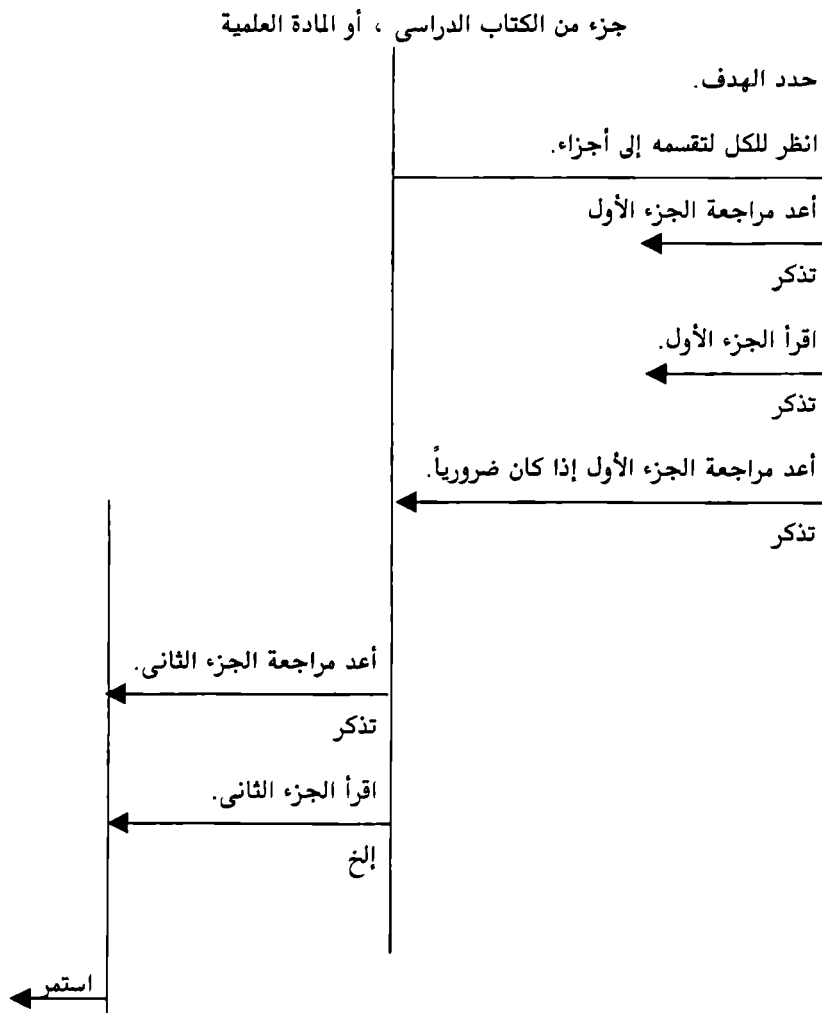 جزء من الكتاب الدراسى ، أو المادة العلمية
حدد الهدف.
انظر للكل لتقسمه إلى أجزاء.
أعد مراجعة الجزء الأول
تذكر
اقرأ الجزء الأول.
تذكر
أعد مراجعة الجزء الأول إذا كان ضرورياً.
تذكر
أعد مراجعة الجزء الثانى.
تذكر
اقرأ الجزء الثانى.
إلخ
استمر